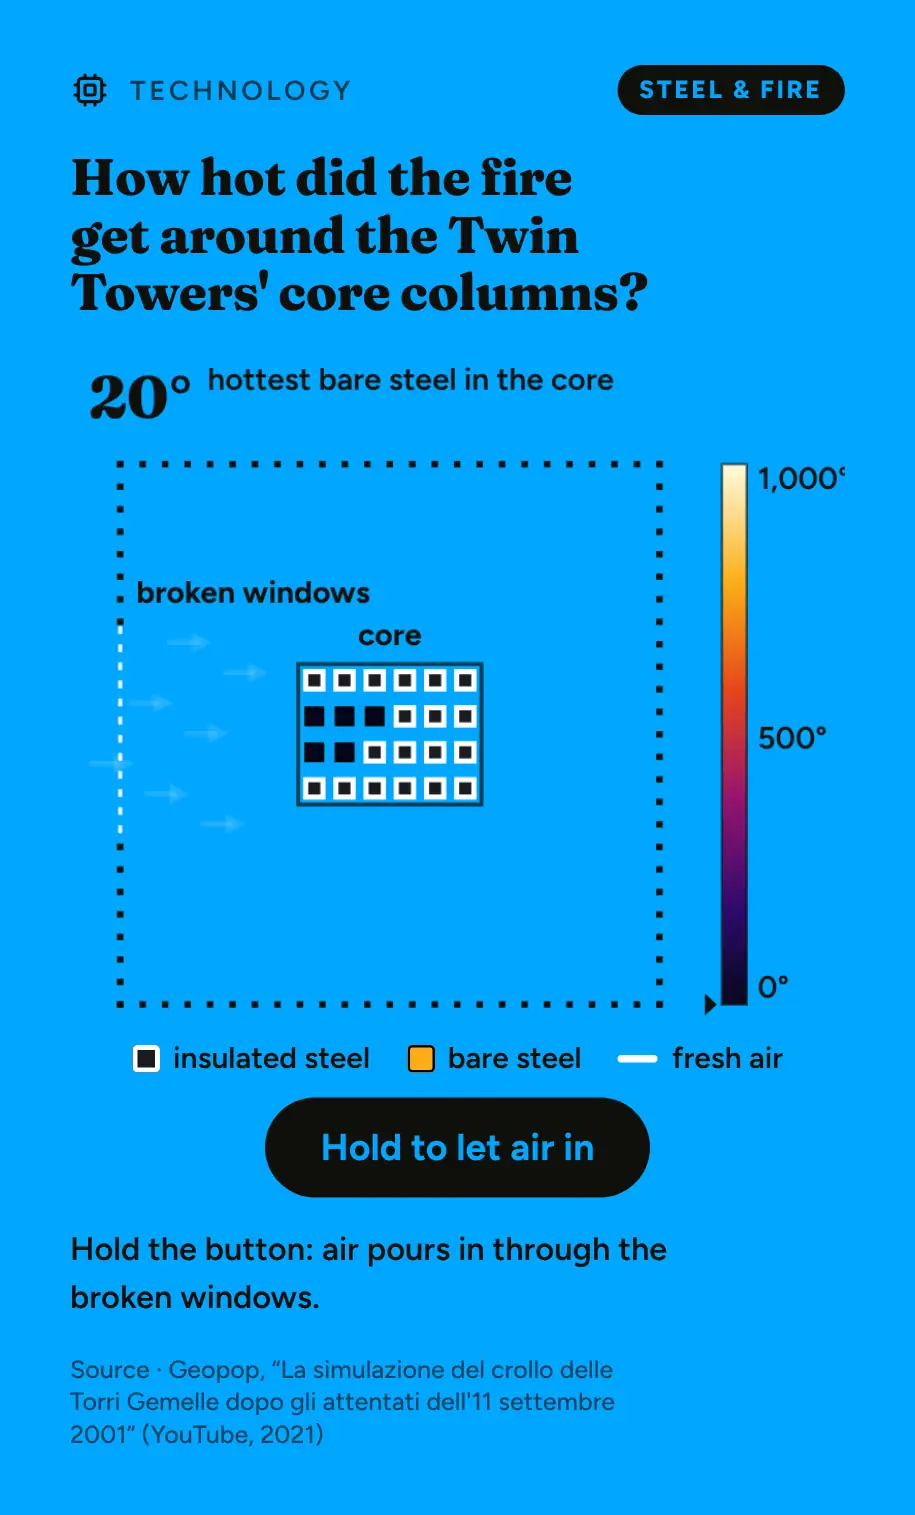 TECHNOLOGY
STEEL & FIRE
How hot did the fire
get around the Twin
Towers' core columns?
20° hottest bare steel in the core
1,000°
broken windows
core
500°
0°
insulated steel
bare steel
fresh air
Hold to let air in
Hold the button: air pours in through the
broken windows.
Source · Geopop, “La simulazione del crollo delle
Torri Gemelle dopo gli attentati dell'11 settembre
2001” (YouTube, 2021)